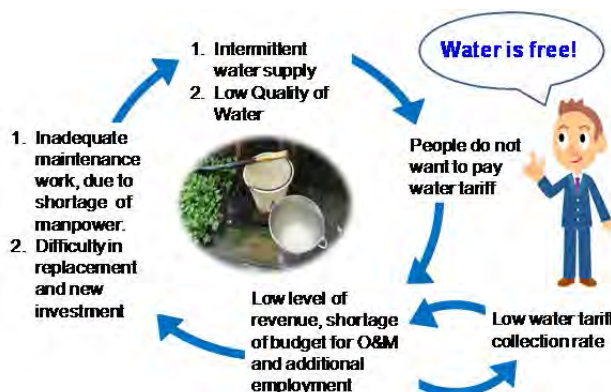 1. Intermittent
water supply
2. Low Quality of
Water
Water is free!
People do not
want to pay
water tariff
Low water tariff
collection rate
Low level of
revenue, shortage
of budget for O&M
and additional
employment
1. Inadequate
maintenance
work, due to
shortage of
manpower.
2. Difficulty in
replacement
and new
investment